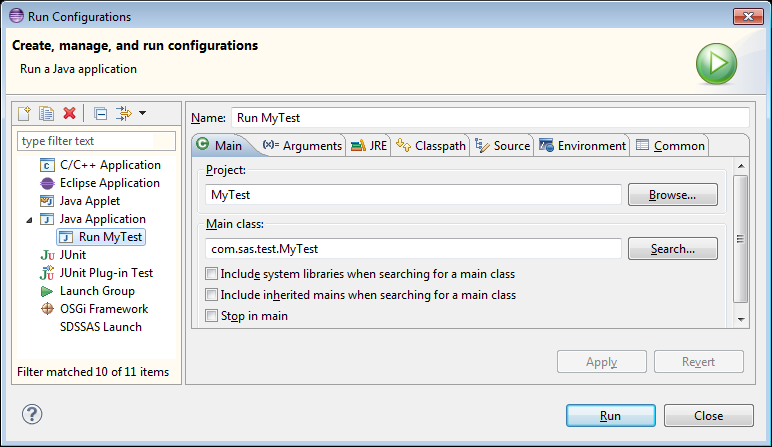 Run Configurations
Create, manage, and run configurations
Run a Java application
type filter text
C/C++ Application
Eclipse Application
Java Applet
Java Application
Run MyTest
JUnit
JUnit Plug-in Test
Launch Group
OSGi Framework
SDSSAS Launch
Filter matched 10 of 11 items
Name: Run MyTest
Main (x)= Arguments JRE Classpath Source Environment Common
Project:
MyTest Browse...
Main class:
com.sas.test.MyTest Search...
Include system libraries when searching for a main class
Include inherited mains when searching for a main class
Stop in main
Apply Revert
Run Close